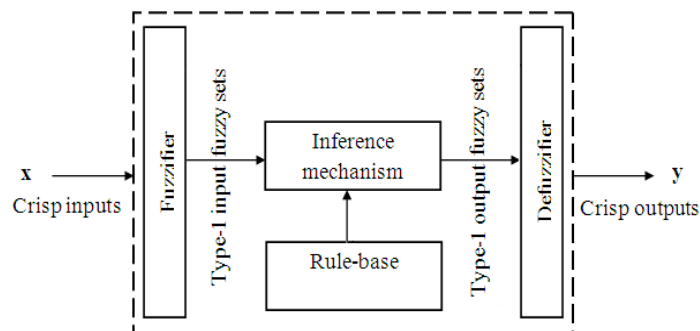 x
Crisp inputs
Fuzzifier
Type-1 input fuzzy sets
Inference
mechanism
Rule-base
Type-1 output fuzzy sets
Defuzzifier
y
Crisp outputs